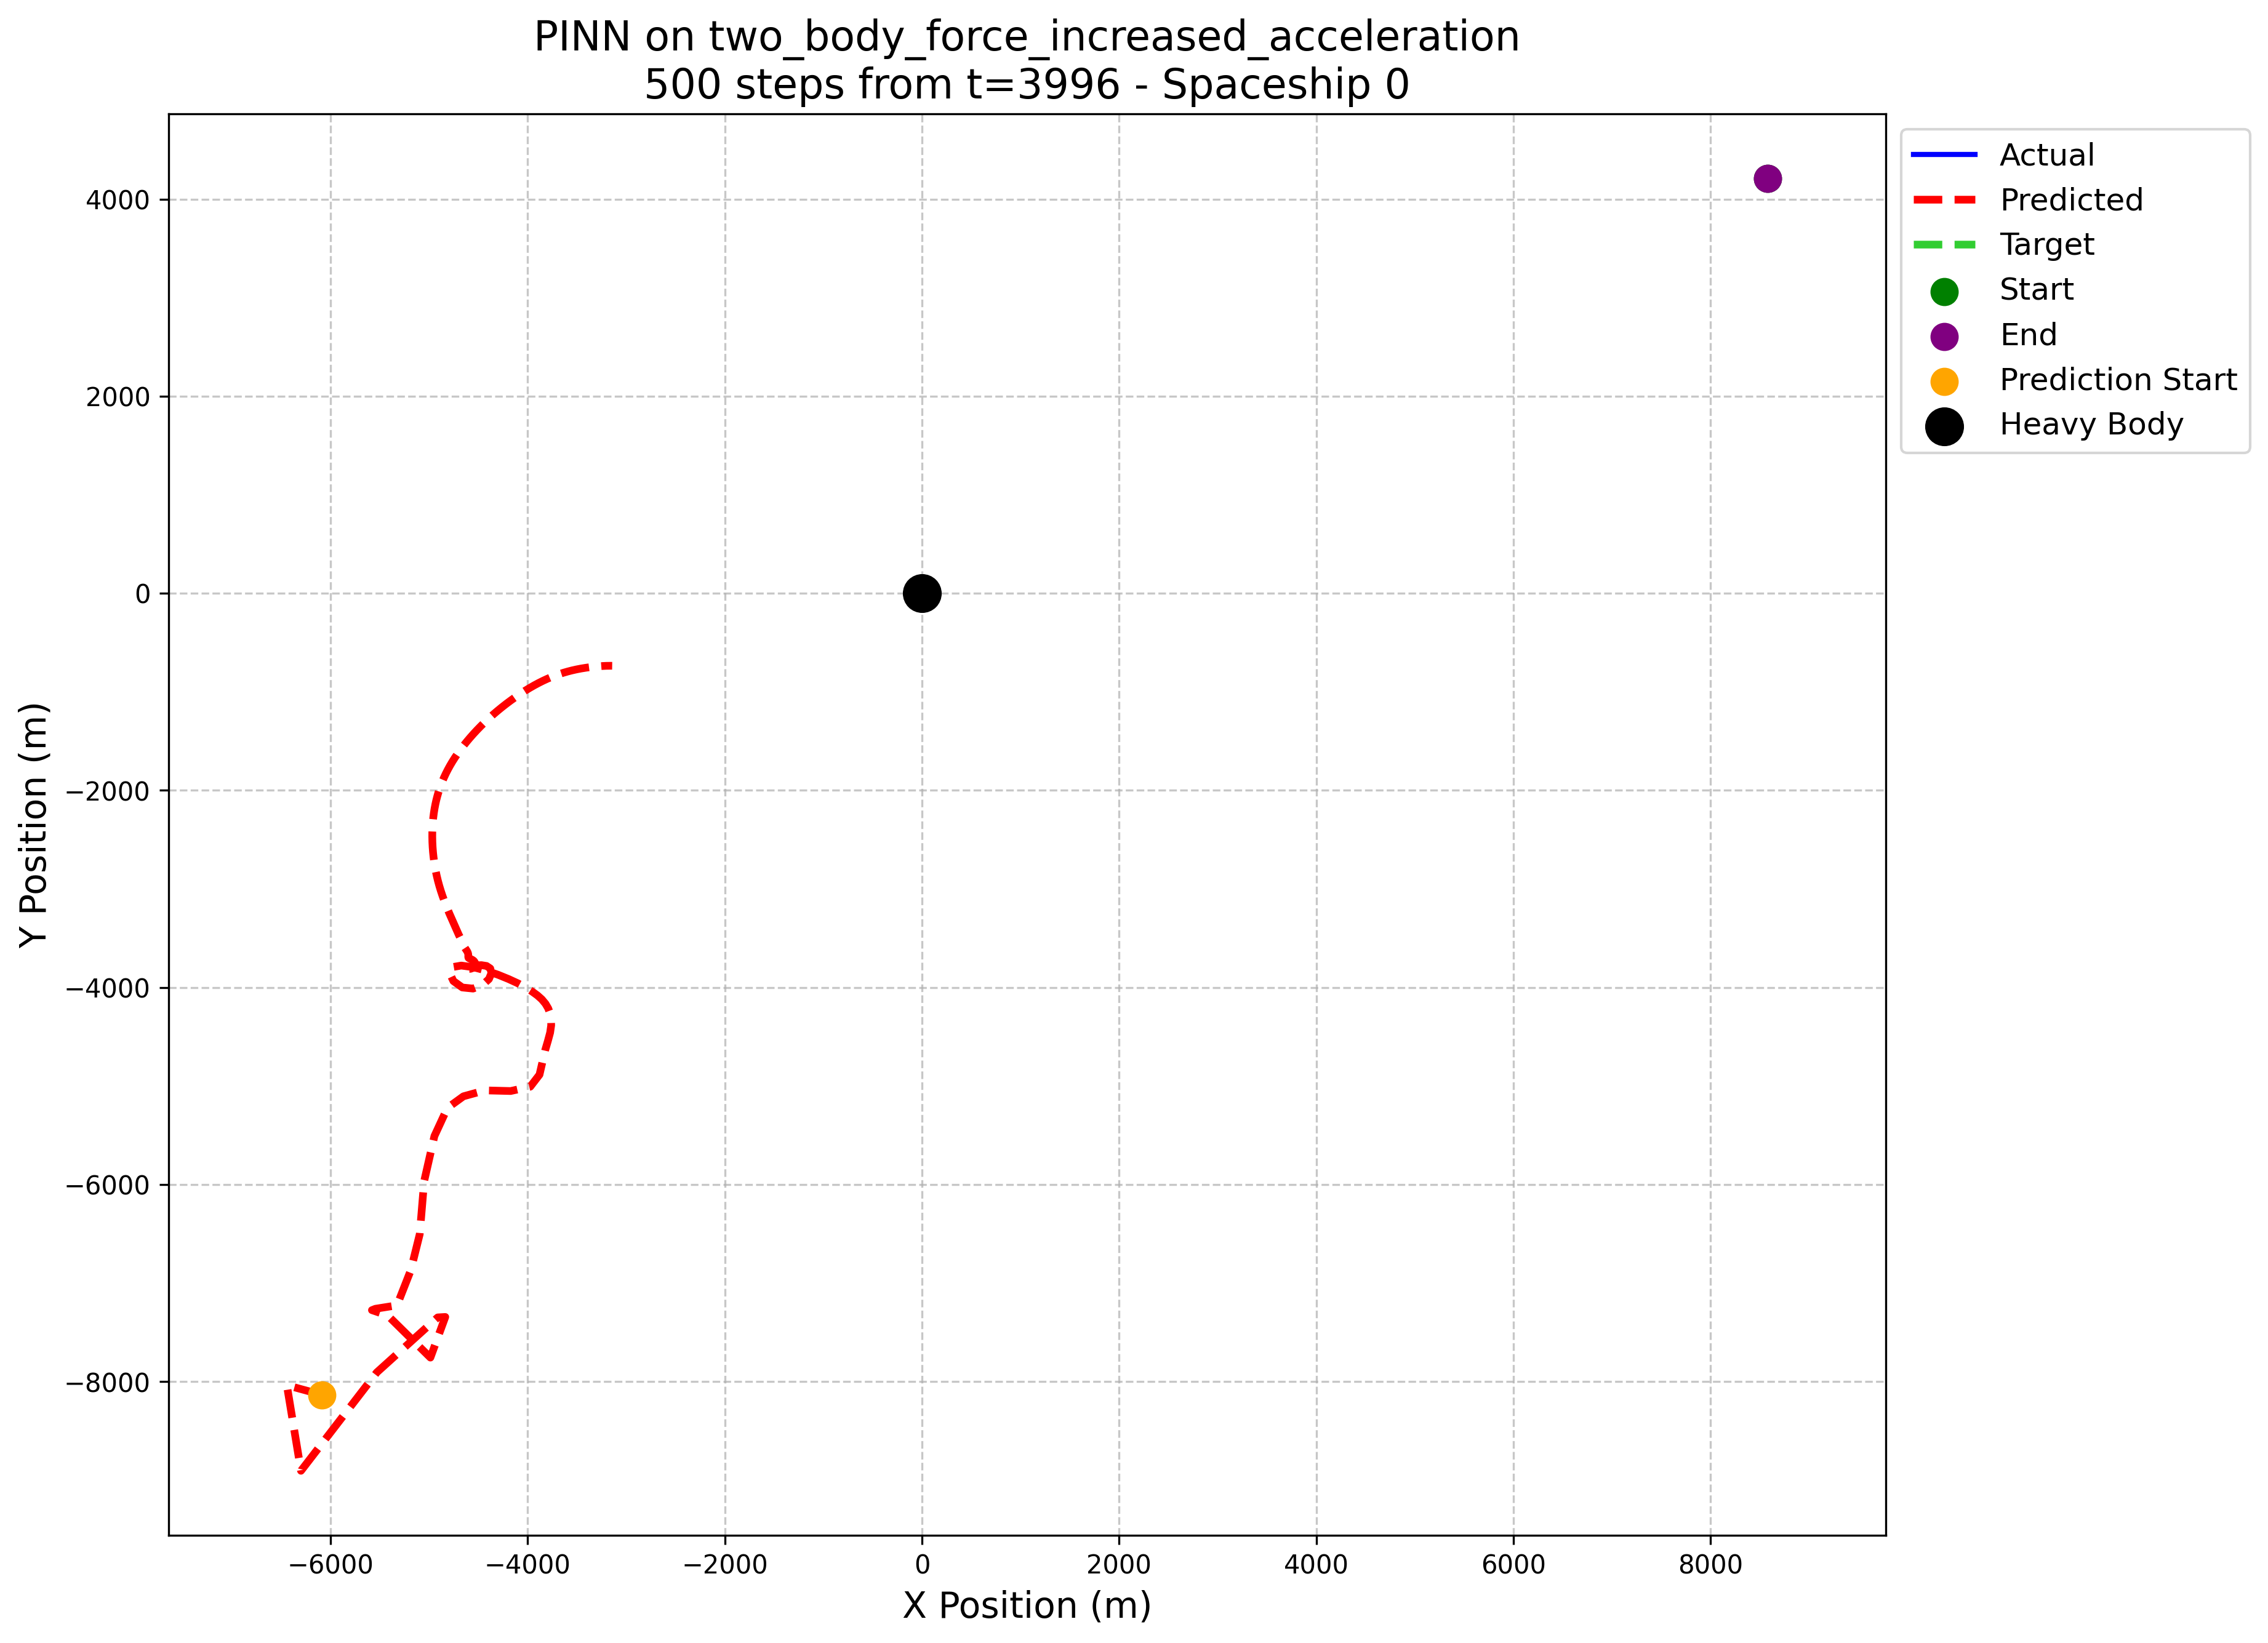 PINN on two_body_force_increased_acceleration
500 steps from t=3996 - Spaceship 0
Actual
Predicted
Target
Start
End
Prediction Start
Heavy Body
Y Position (m)
4000
2000
0
−2000
−4000
−6000
−8000
−6000
−4000
−2000
0
2000
4000
6000
8000
X Position (m)